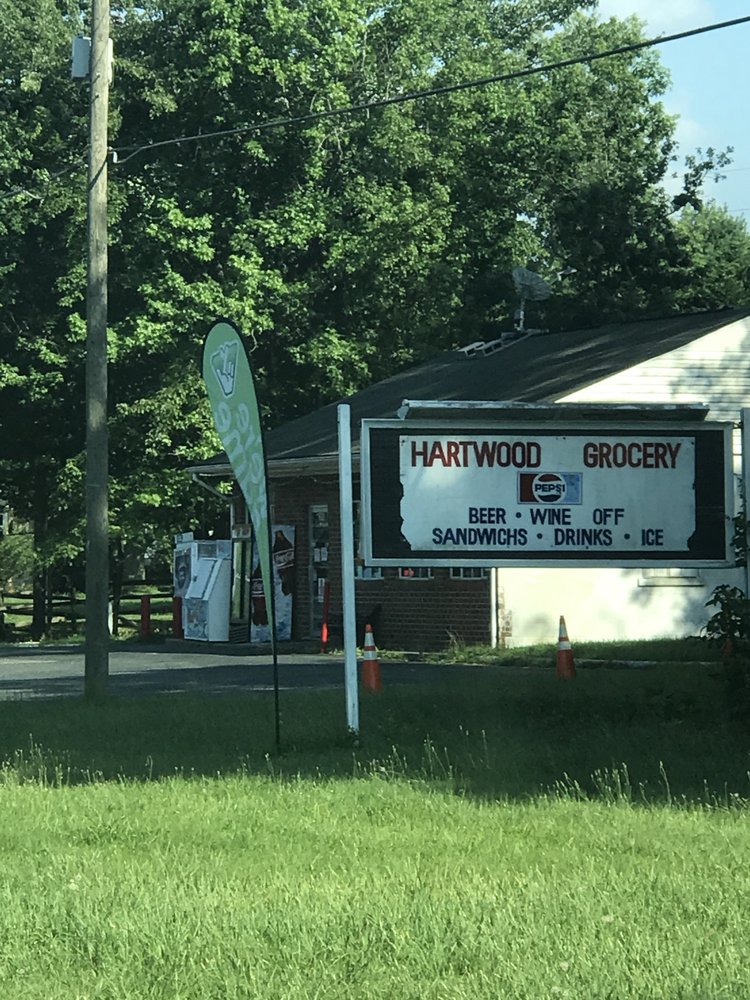 HARTWOOD GROCERY
PEPSI
BEER • WINE OFF
SANDWICHS • DRINKS • ICE